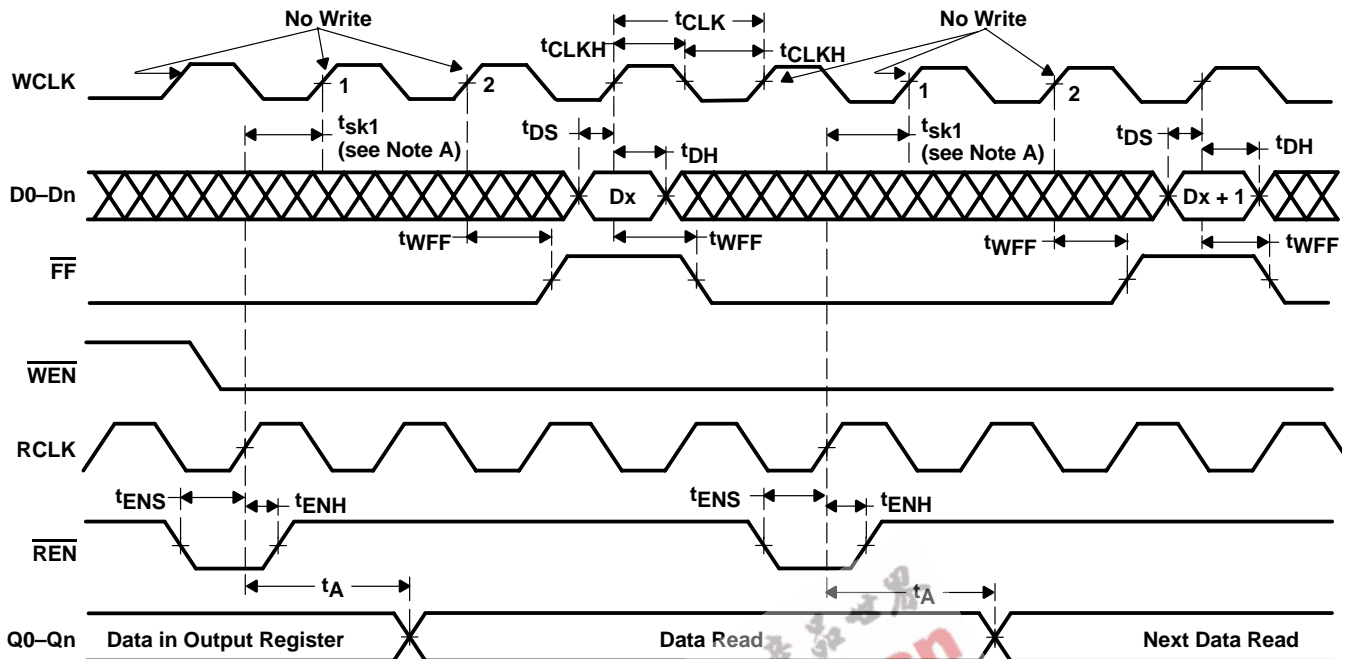 No Write
tCLK
No Write
tCLKH
tCLKH
WCLK
1
2
1
2
tsk1
(see Note A)
tDS
tDH
tsk1
(see Note A)
tDS
tDH
D0–Dn
Dx
Dx + 1
tWFF
tWFF
tWFF
tWFF
FF
WEN
RCLK
tENS
tENH
tENS
tENH
REN
tA
tA
Q0–Qn
Data in Output Register
Data Read
Next Data Read